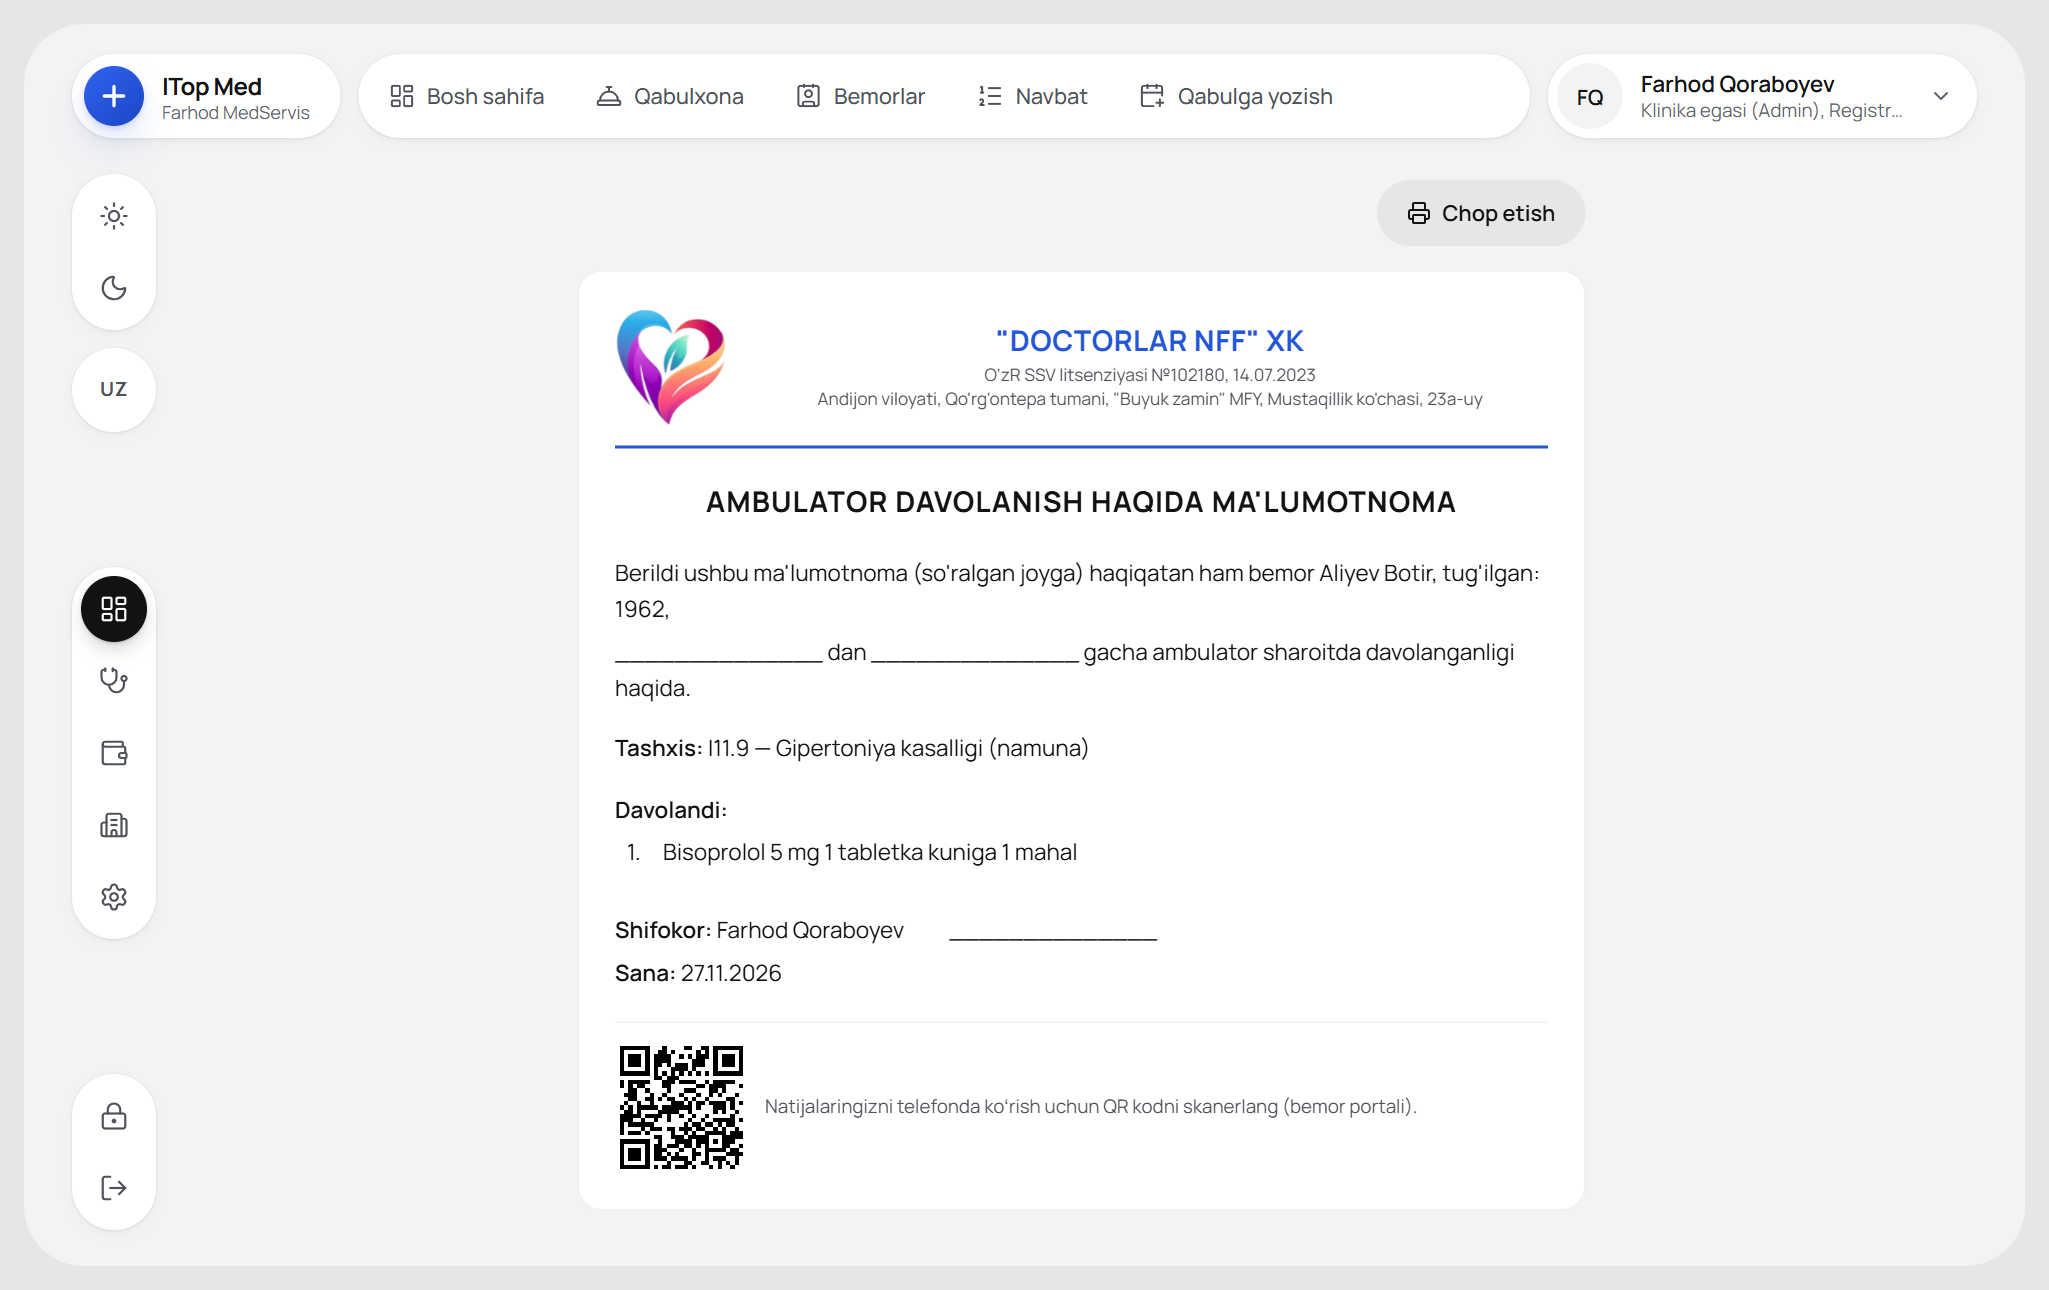 ITop Med
Farhod MedServis
Bosh sahifa
Qabulxona
Bemorlar
Navbat
Qabulga yozish
FQ
Farhod Qoraboyev
Klinika egasi (Admin), Registr...
UZ
Chop etish
"DOCTORLAR NFF" XK
O'zR SSV litsenziyasi №102180, 14.07.2023
Andijon viloyati, Qo'rg'ontepa tumani, "Buyuk zamin" MFY, Mustaqillik ko'chasi, 23a-uy
AMBULATOR DAVOLANISH HAQIDA MA'LUMOTNOMA
Berildi ushbu ma'lumotnoma (so'ralgan joyga) haqiqatan ham bemor Aliyev Botir, tug'ilgan:
1962,
________________ dan ________________ gacha ambulator sharoitda davolanganligi
haqida.
Tashxis: I11.9 — Gipertoniya kasalligi (namuna)
Davolandi:
1. Bisoprolol 5 mg 1 tabletka kuniga 1 mahal
Shifokor: Farhod Qoraboyev ________________
Sana: 27.11.2026
Natijalaringizni telefonda koʻrish uchun QR kodni skanerlang (bemor portali).